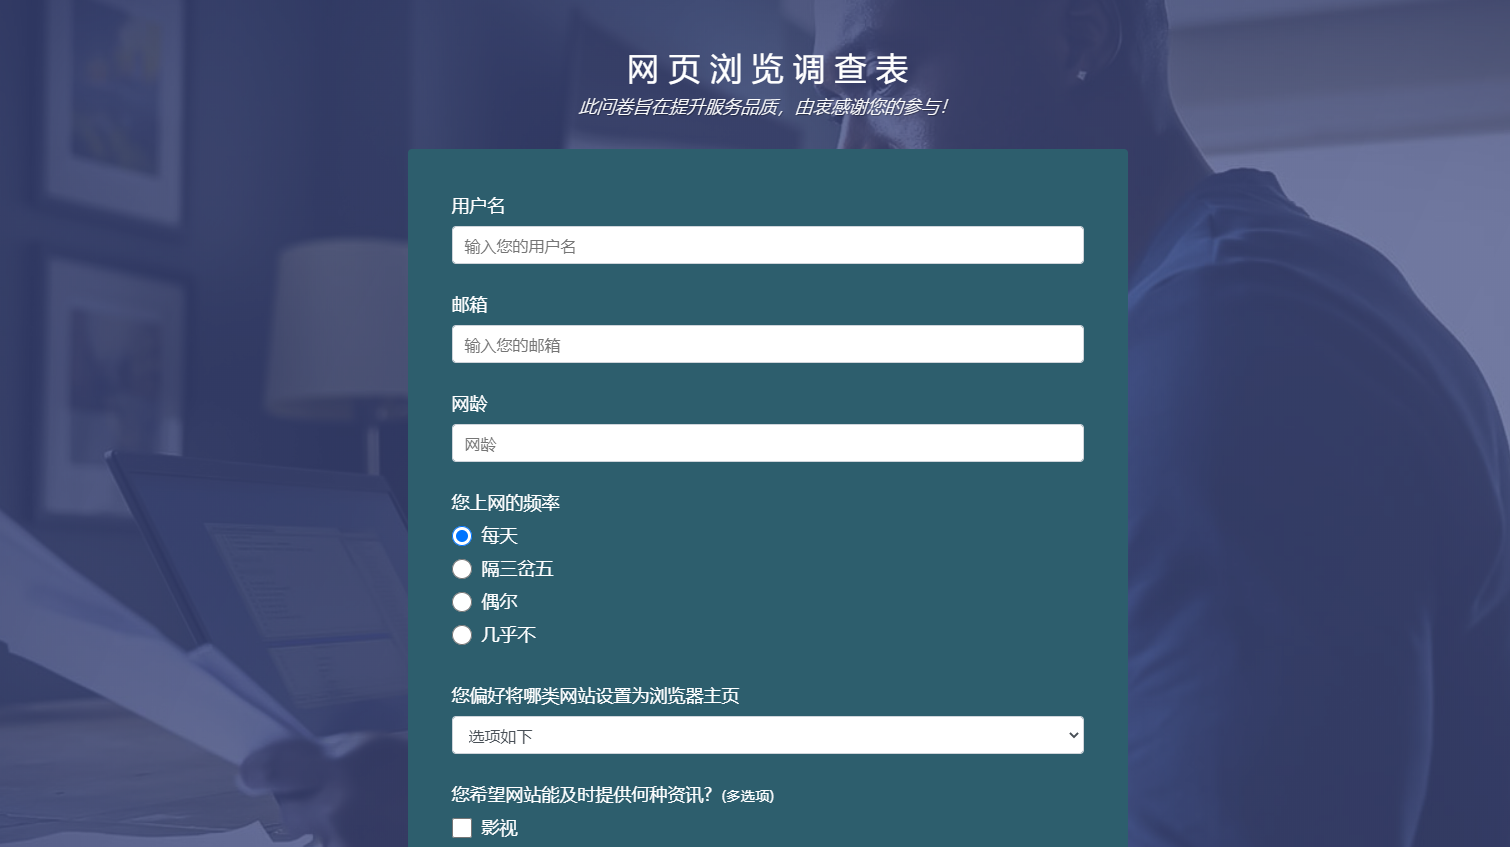 网页浏览调查表
此问卷旨在提升服务品质，由衷感谢您的参与！
用户名
输入您的用户名
邮箱
输入您的邮箱
网龄
网龄
您上网的频率
每天
隔三岔五
偶尔
几乎不
您偏好将哪类网站设置为浏览器主页
选项如下
您希望网站能及时提供何种资讯？(多选项)
影视